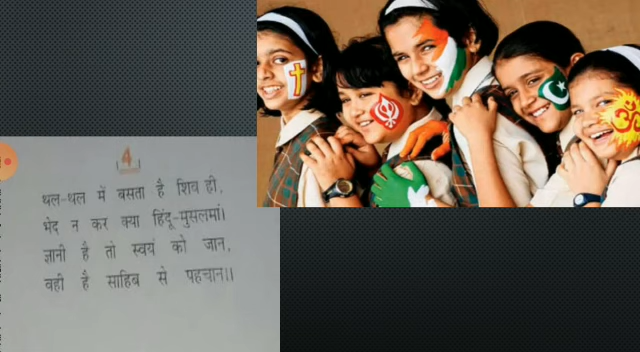 4
थल-थल में बसता है शिव ही,
भेद न कर क्या हिंदू-मुसलमां।
ज्ञानी है तो स्वयं को जान,
वही है साहिब से पहचान।।